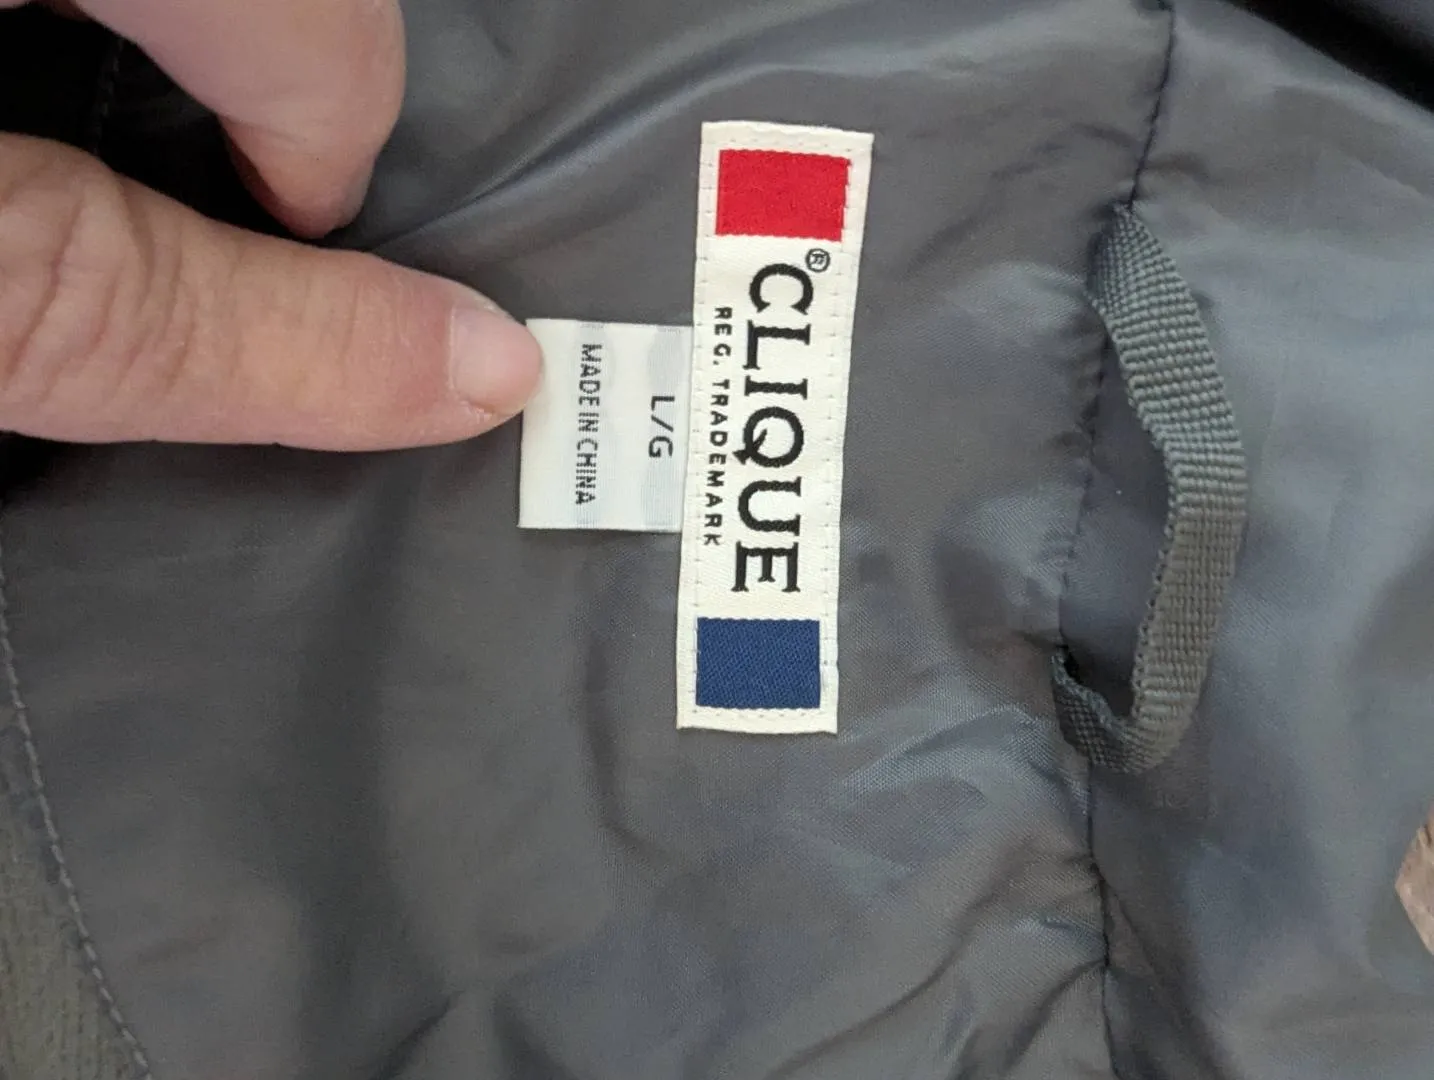 ®
CLIQUE
REG. TRADEMARK
L/G
MADE IN CHINA